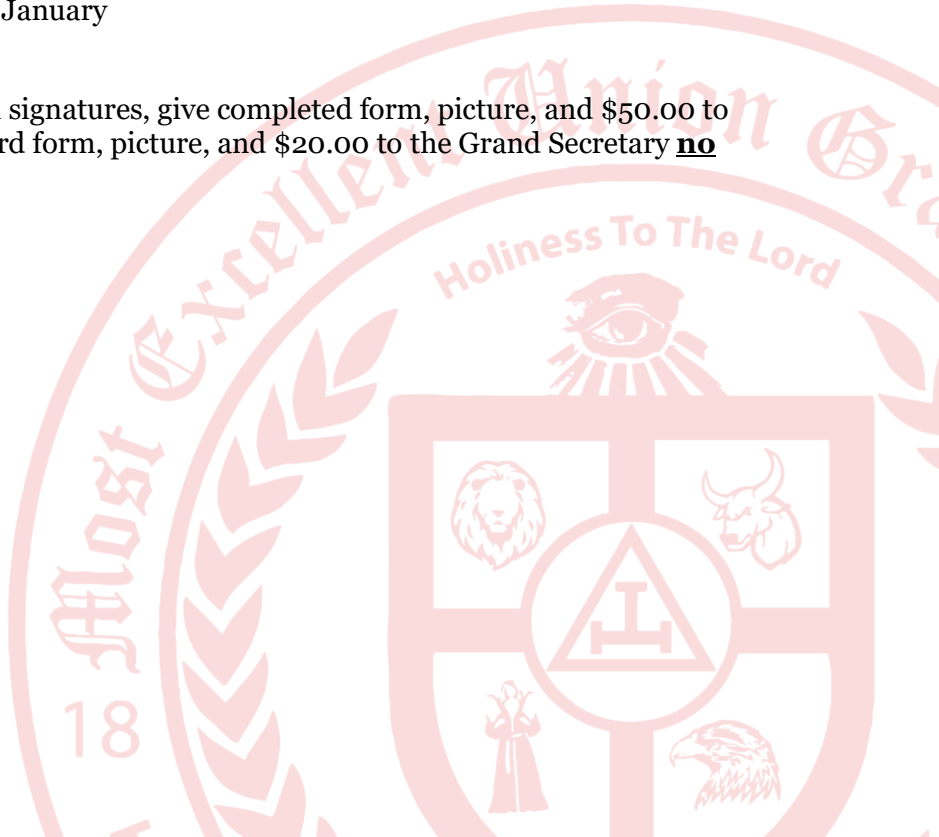 January
signatures, give completed form, picture, and $50.00 to
rd form, picture, and $20.00 to the Grand Secretary no
Most Excellent Union
Holiness To The Lord
18